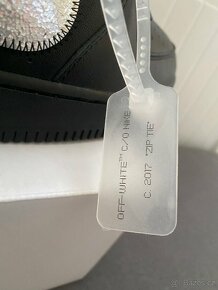 OFF-WHITE™ C/O NIKE
C. 2017 "ZIP TIE"